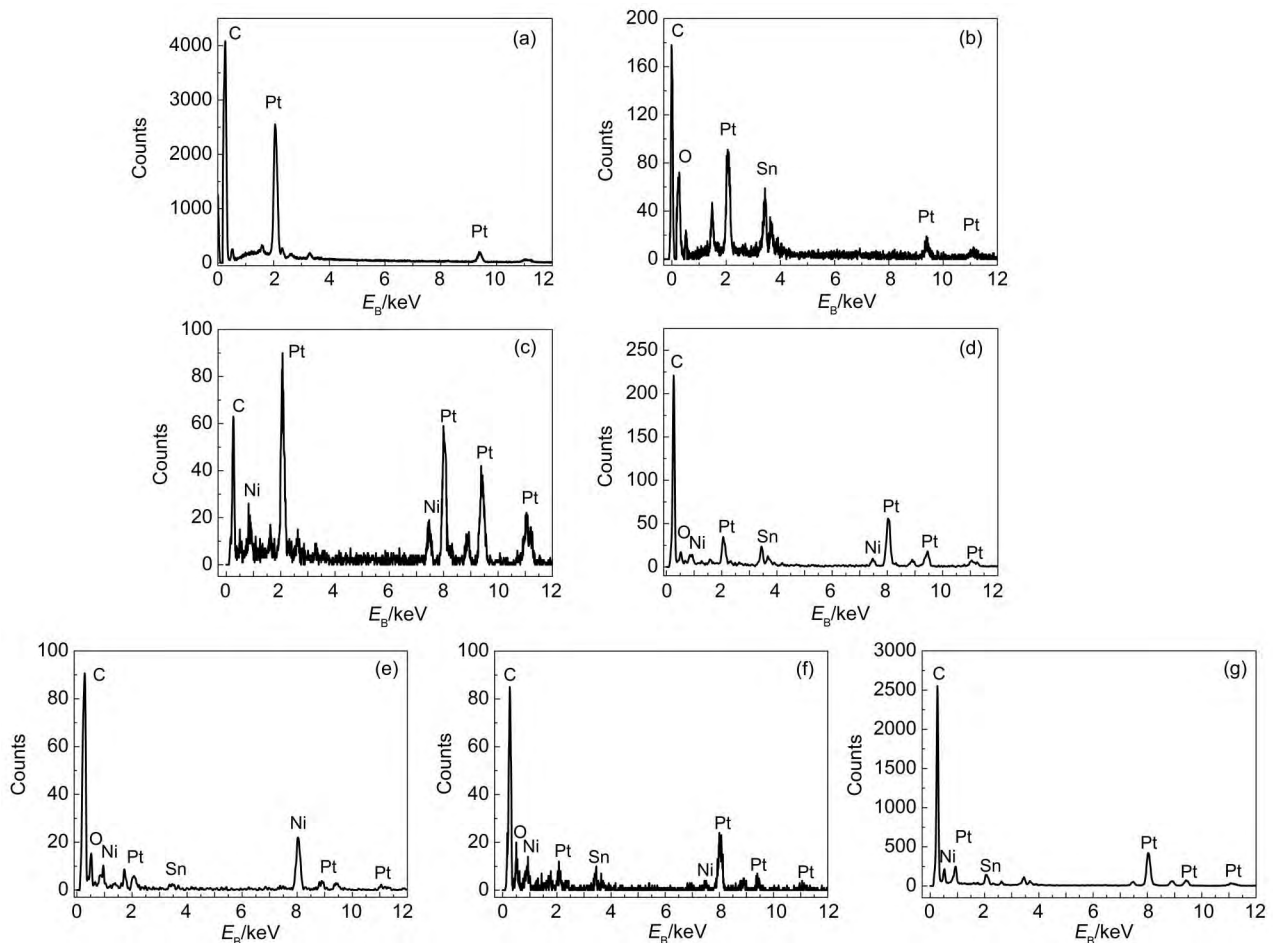 (a)
C
Pt
Pt
4000
3000
2000
1000
0
Counts
0 2 4 6 8 10 12
E_B/keV
(b)
C
O
Pt
Sn
Pt
Pt
200
160
120
80
40
0
Counts
0 2 4 6 8 10 12
E_B/keV
(c)
C
Ni
Pt
Ni
Pt
Pt
Pt
100
80
60
40
20
0
Counts
0 2 4 6 8 10 12
E_B/keV
(d)
C
O
Ni
Pt
Sn
Ni
Pt
Pt
Pt
250
200
150
100
50
0
Counts
0 2 4 6 8 10 12
E_B/keV
(e)
C
O
Ni
Pt
Sn
Ni
Pt
Pt
100
80
60
40
20
0
Counts
0 2 4 6 8 10 12
E_B/keV
(f)
C
O
Ni
Pt
Sn
Ni
Pt
Pt
Pt
100
80
60
40
20
0
Counts
0 2 4 6 8 10 12
E_B/keV
(g)
C
Ni
Pt
Sn
Pt
Pt
Pt
3000
2500
2000
1500
1000
500
0
Counts
0 2 4 6 8 10 12
E_B/keV